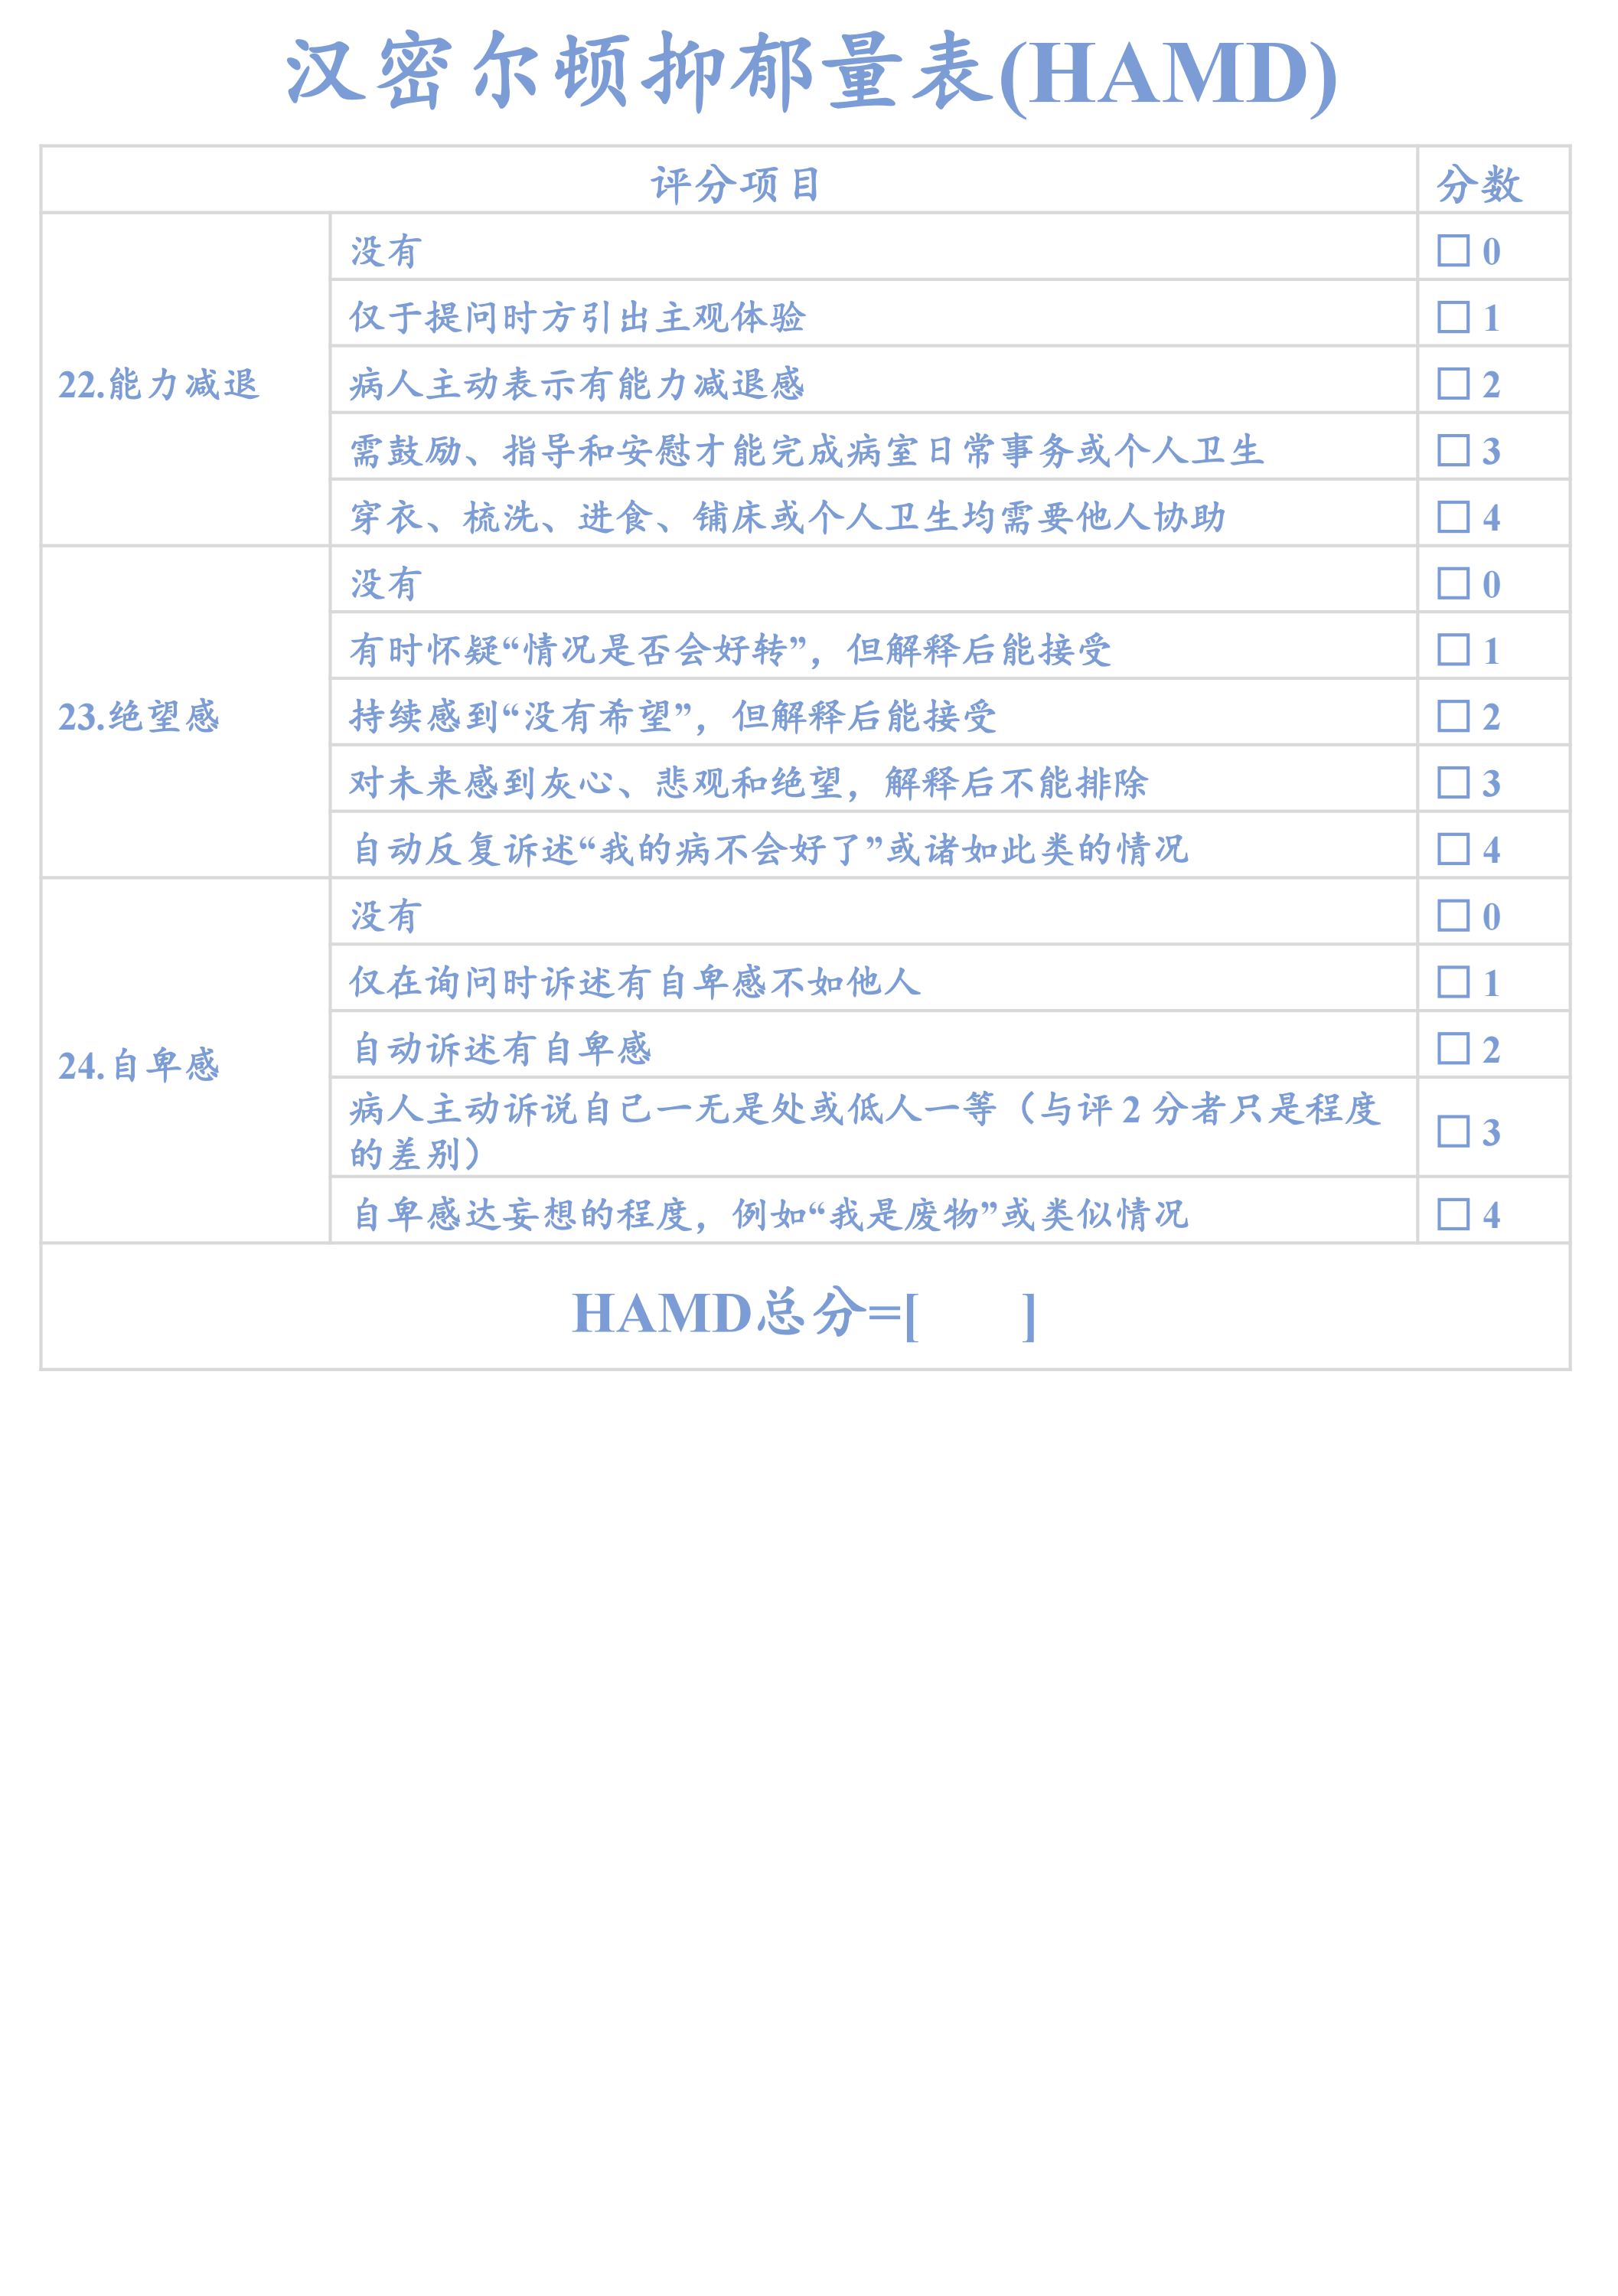 汉密尔顿抑郁量表(HAMD)
评分项目 分数
22.能力减退
没有 □ 0
仅于提问时方引出主观体验 □ 1
病人主动表示有能力减退感 □ 2
需鼓励、指导和安慰才能完成病室日常事务或个人卫生 □ 3
穿衣、梳洗、进食、铺床或个人卫生均需要他人协助 □ 4
23.绝望感
没有 □ 0
有时怀疑“情况是否会好转”，但解释后能接受 □ 1
持续感到“没有希望”，但解释后能接受 □ 2
对未来感到灰心、悲观和绝望，解释后不能排除 □ 3
自动反复诉述“我的病不会好了”或诸如此类的情况 □ 4
24.自卑感
没有 □ 0
仅在询问时诉述有自卑感不如他人 □ 1
自动诉述有自卑感 □ 2
病人主动诉说自己一无是处或低人一等（与评 2 分者只是程度
的差别） □ 3
自卑感达妄想的程度，例如“我是废物”或类似情况 □ 4
HAMD总分=[ ]